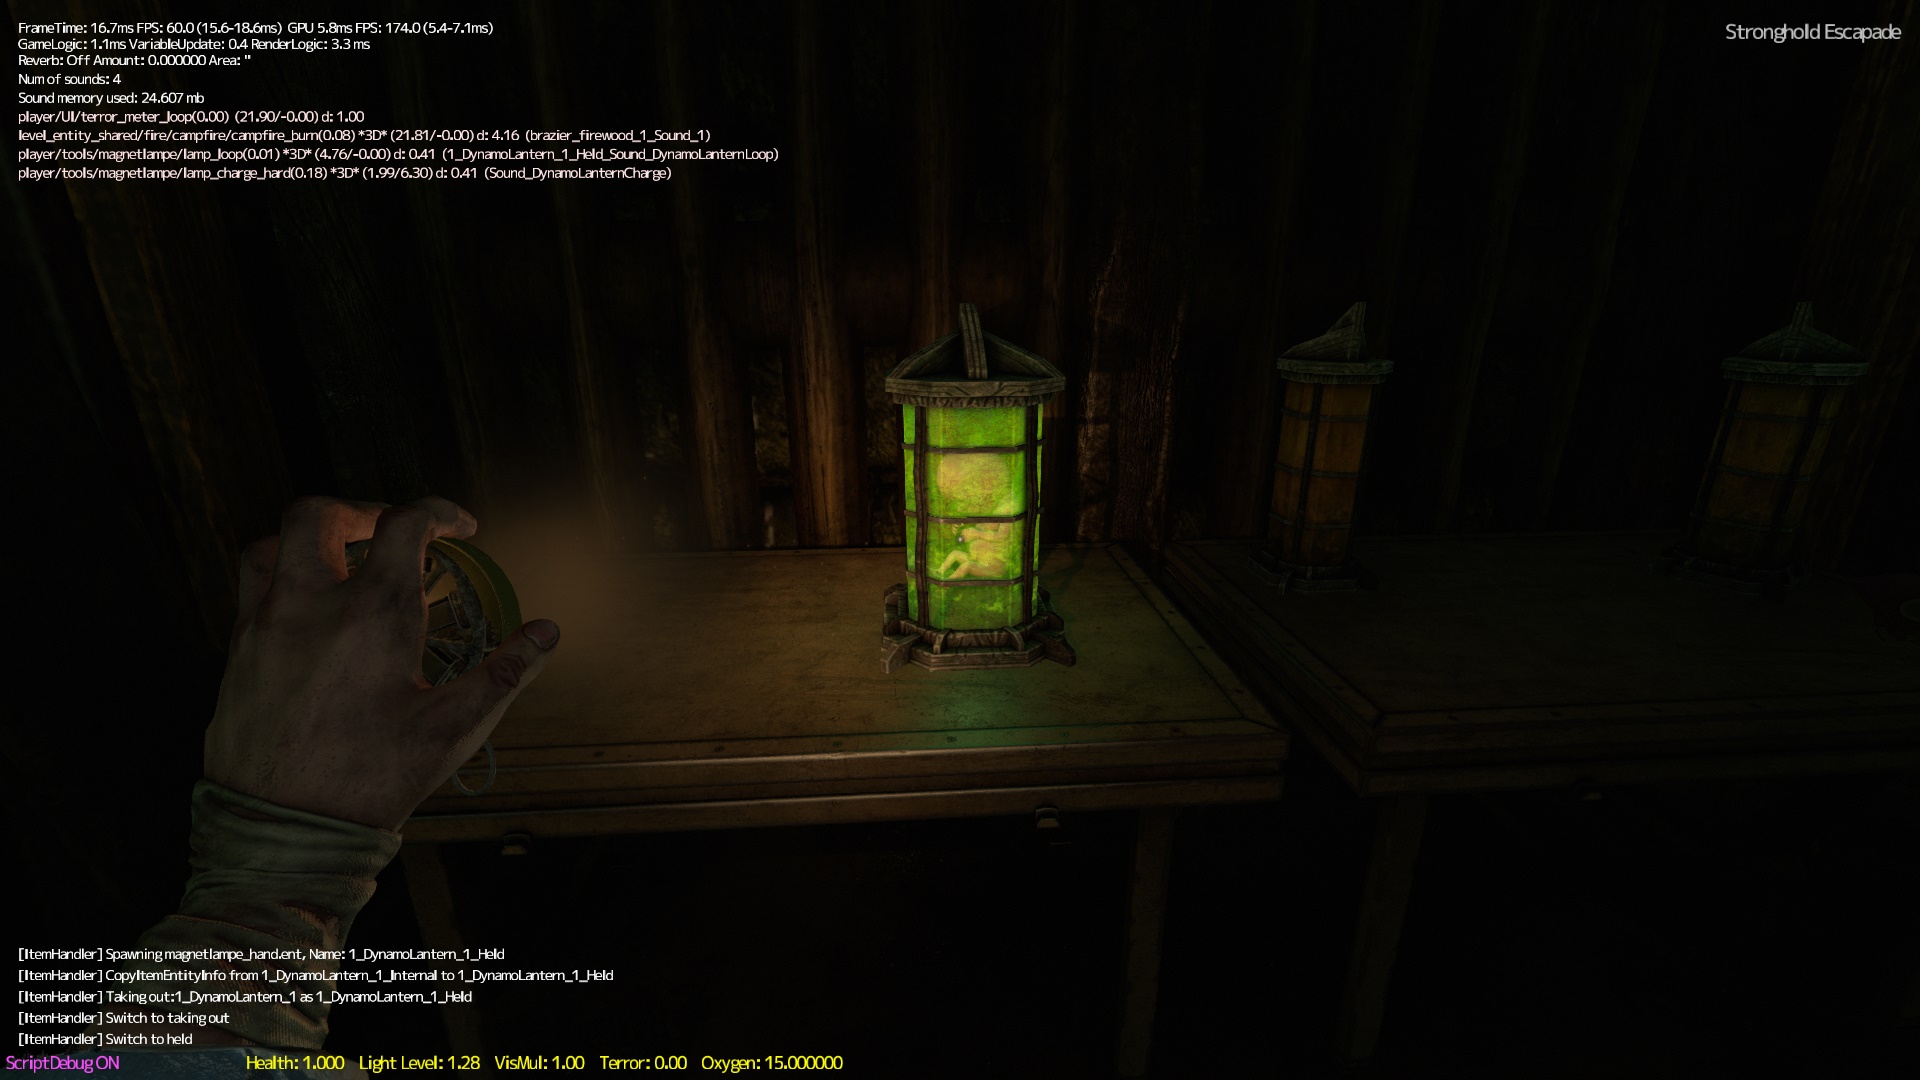 FrameTime: 16.7ms FPS: 60.0 (15.6-18.6ms) GPU 5.8ms FPS: 174.0 (5.4-7.1ms)
GameLogic: 1.1ms VariableUpdate: 0.4 RenderLogic: 3.3 ms
Reverb: Off Amount: 0.000000 Area: ''
Num of sounds: 4
Sound memory used: 24.607 mb
player/UI/terror_meter_loop(0.00) (21.90/-0.00) d: 1.00
level_entity_shared/fire/campfire/campfire_burn(0.08) *3D* (21.81/-0.00) d: 4.16 (brazier_firewood_1_Sound_1)
player/tools/magnetlampe/lamp_loop(0.01) *3D* (4.76/-0.00) d: 0.41 (1_DynamoLantern_1_Held_Sound_DynamoLanternLoop)
player/tools/magnetlampe/lamp_charge_hard(0.18) *3D* (1.99/6.30) d: 0.41 (Sound_DynamoLanternCharge)
Stronghold Escapade
[ItemHandler] Spawning magnetlampe_hand.ent, Name: 1_DynamoLantern_1_Held
[ItemHandler] CopyItemEntityInfo from 1_DynamoLantern_1_Internal to 1_DynamoLantern_1_Held
[ItemHandler] Taking out:1_DynamoLantern_1 as 1_DynamoLantern_1_Held
[ItemHandler] Switch to taking out
[ItemHandler] Switch to held
ScriptDebug ON Health: 1.000 Light Level: 1.28 VisMul: 1.00 Terror: 0.00 Oxygen: 15.000000